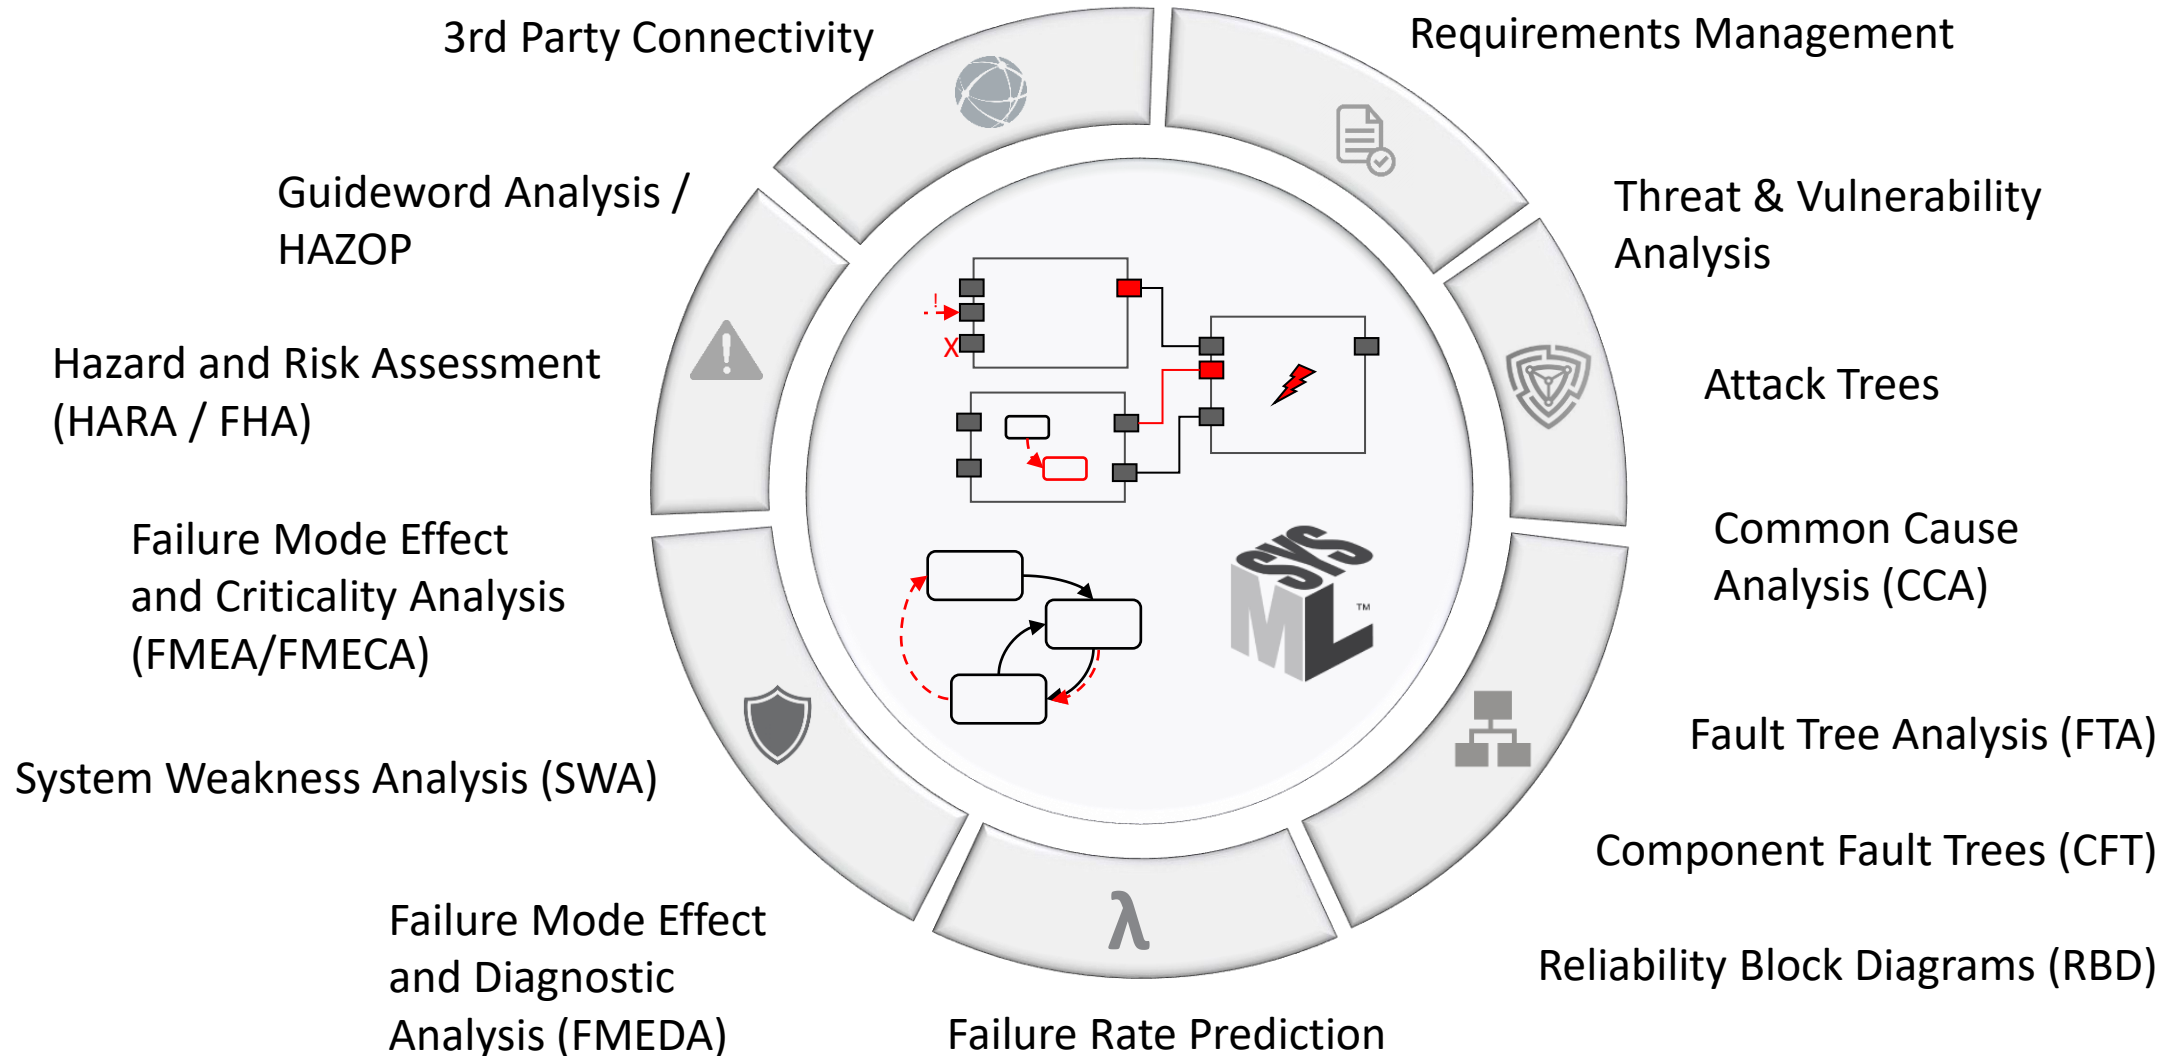 3rd Party Connectivity
Requirements Management
Guideword Analysis /
HAZOP
Threat & Vulnerability
Analysis
Hazard and Risk Assessment
(HARA / FHA)
Attack Trees
!
X
Failure Mode Effect
and Criticality Analysis
(FMEA/FMECA)
Common Cause
Analysis (CCA)
SYS
ML™
System Weakness Analysis (SWA)
Fault Tree Analysis (FTA)
Component Fault Trees (CFT)
Failure Mode Effect
and Diagnostic
Analysis (FMEDA)
λ
Reliability Block Diagrams (RBD)
Failure Rate Prediction